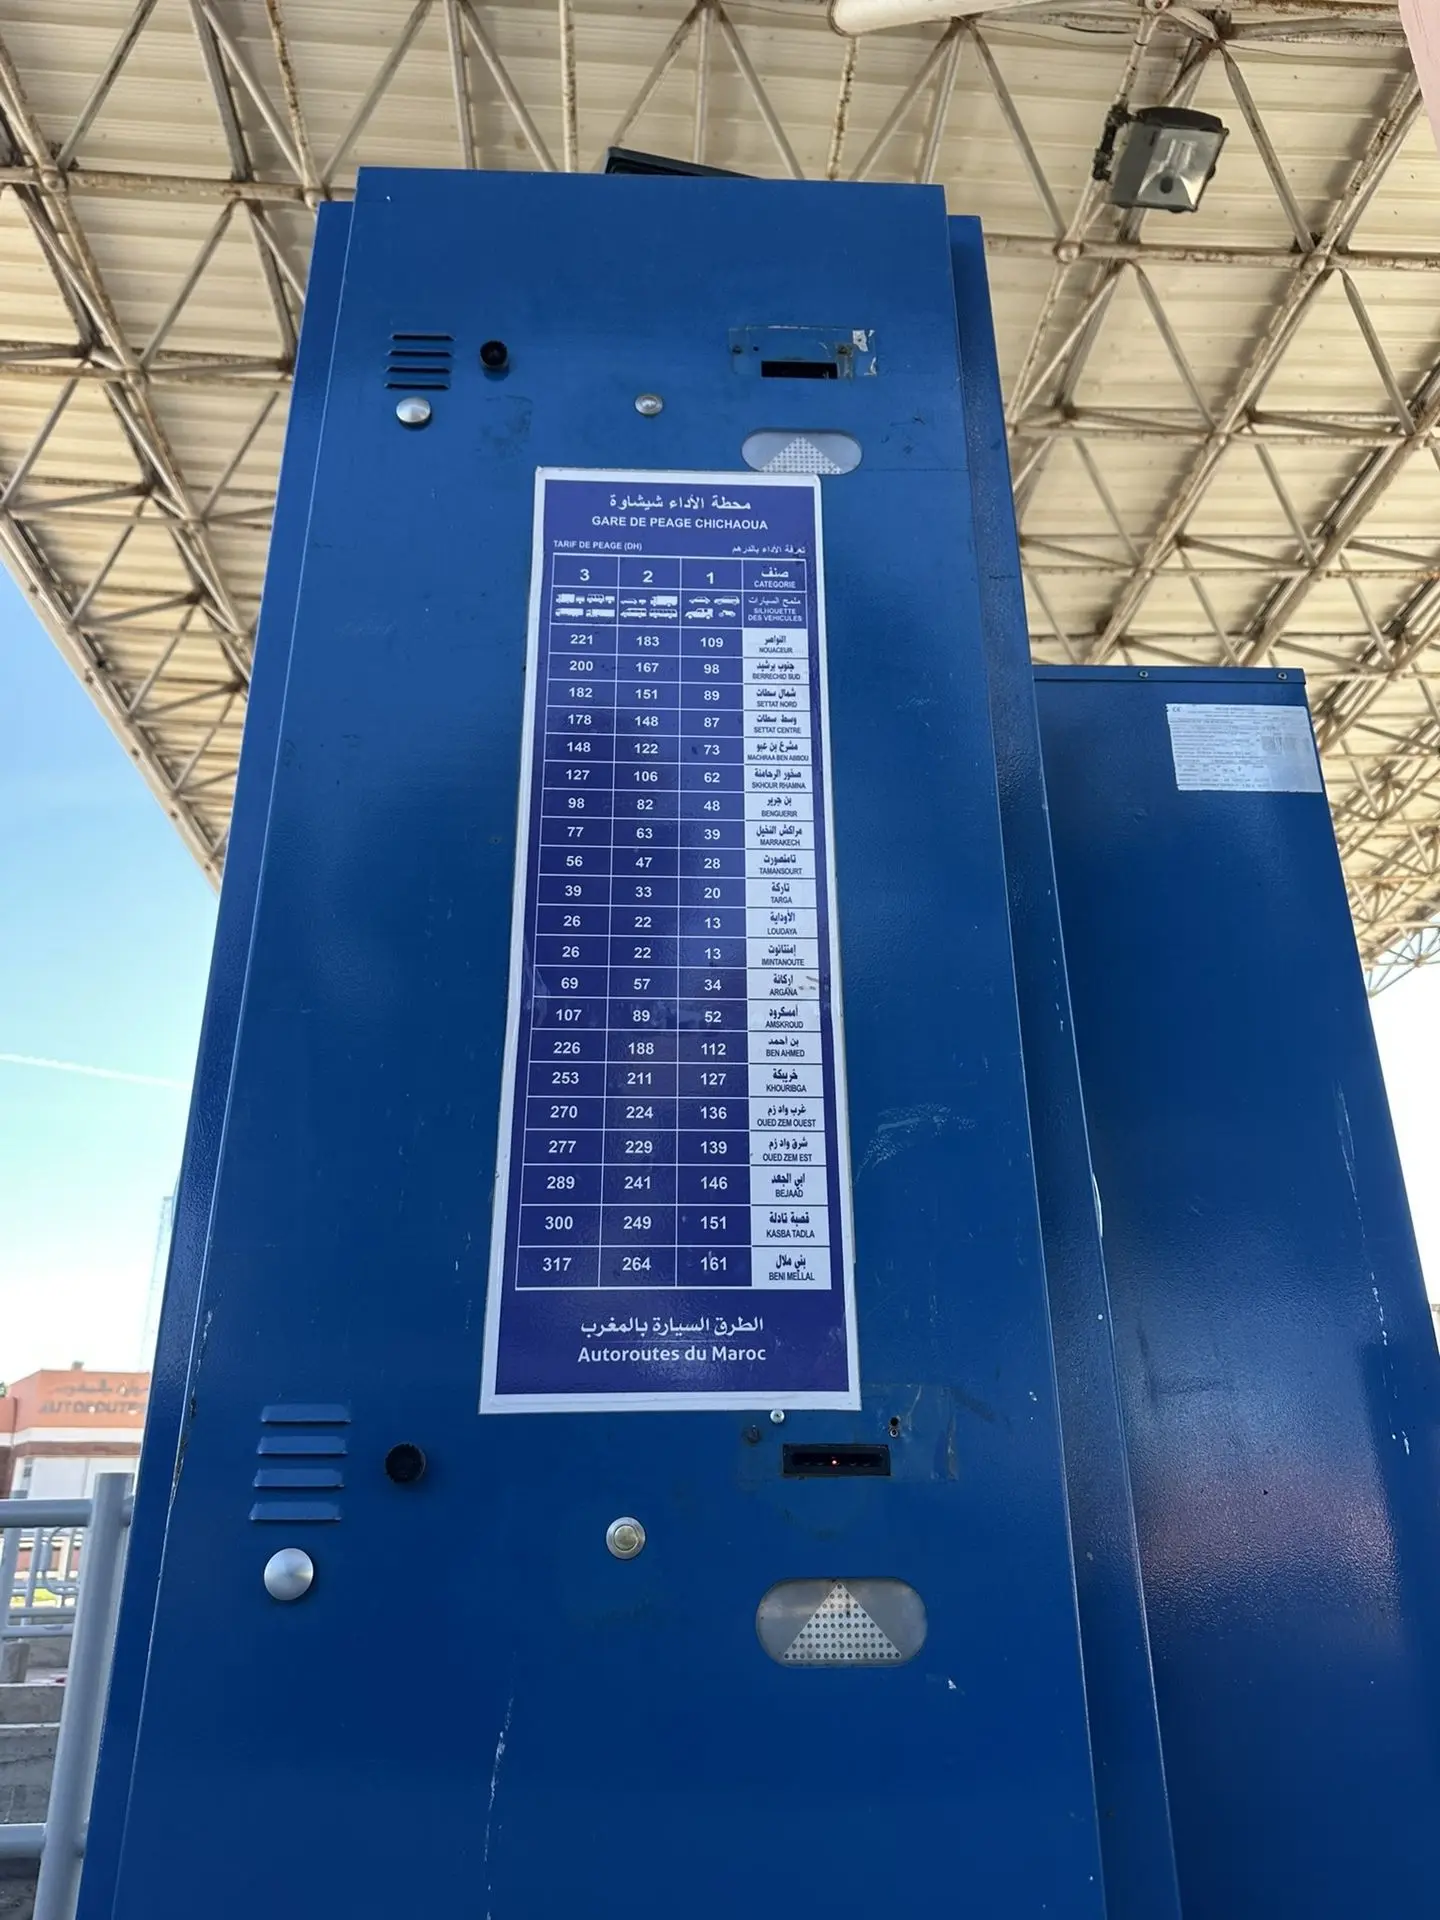 محطة الأداء شيشاوة
GARE DE PEAGE CHICHAOUA
TARIF DE PEAGE (DH) تعرفة الأداء بالدرهم
3 2 1 صنف
CATEGORIE
ملمح السيارات
SILHOUETTE
DES VEHICULES
221 183 109 النواصر
NOUACEUR
200 167 98 جنوب برشيد
BERRECHID SUD
182 151 89 شمال سطات
SETTAT NORD
178 148 87 وسط سطات
SETTAT CENTRE
148 122 73 مشرع بن عبو
MACHRAA BEN ABBOU
127 106 62 صخور الرحامنة
SKHOUR RHAMNA
98 82 48 بن جرير
BENGUERIR
77 63 39 مراكش النخيل
MARRAKECH
56 47 28 تامنصورت
TAMANSOURT
39 33 20 تاركة
TARGA
26 22 13 الأوداية
LOUDAYA
26 22 13 إمنتانوت
IMINTANOUTE
69 57 34 اركانة
ARGANA
107 89 52 أمسكرود
AMSKROUD
226 188 112 بن أحمد
BEN AHMED
253 211 127 خريبكة
KHOURIBGA
270 224 136 غرب واد زم
OUED ZEM OUEST
277 229 139 شرق واد زم
OUED ZEM EST
289 241 146 ابي الجعد
BEJAAD
300 249 151 قصبة تادلة
KASBA TADLA
317 264 161 بني ملال
BENI MELLAL
الطرق السيارة بالمغرب
Autoroutes du Maroc
AUTOROUTES